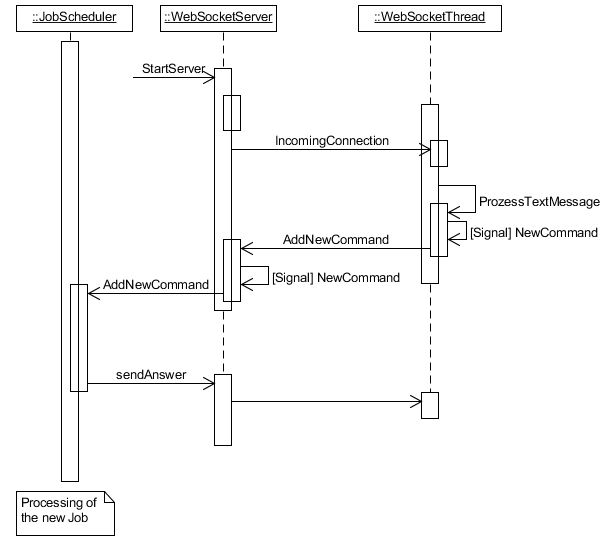 ::JobScheduler
::WebSocketServer
::WebSocketThread
StartServer
IncomingConnection
ProzessTextMessage
[Signal] NewCommand
AddNewCommand
[Signal] NewCommand
AddNewCommand
sendAnswer
Processing of
the new Job